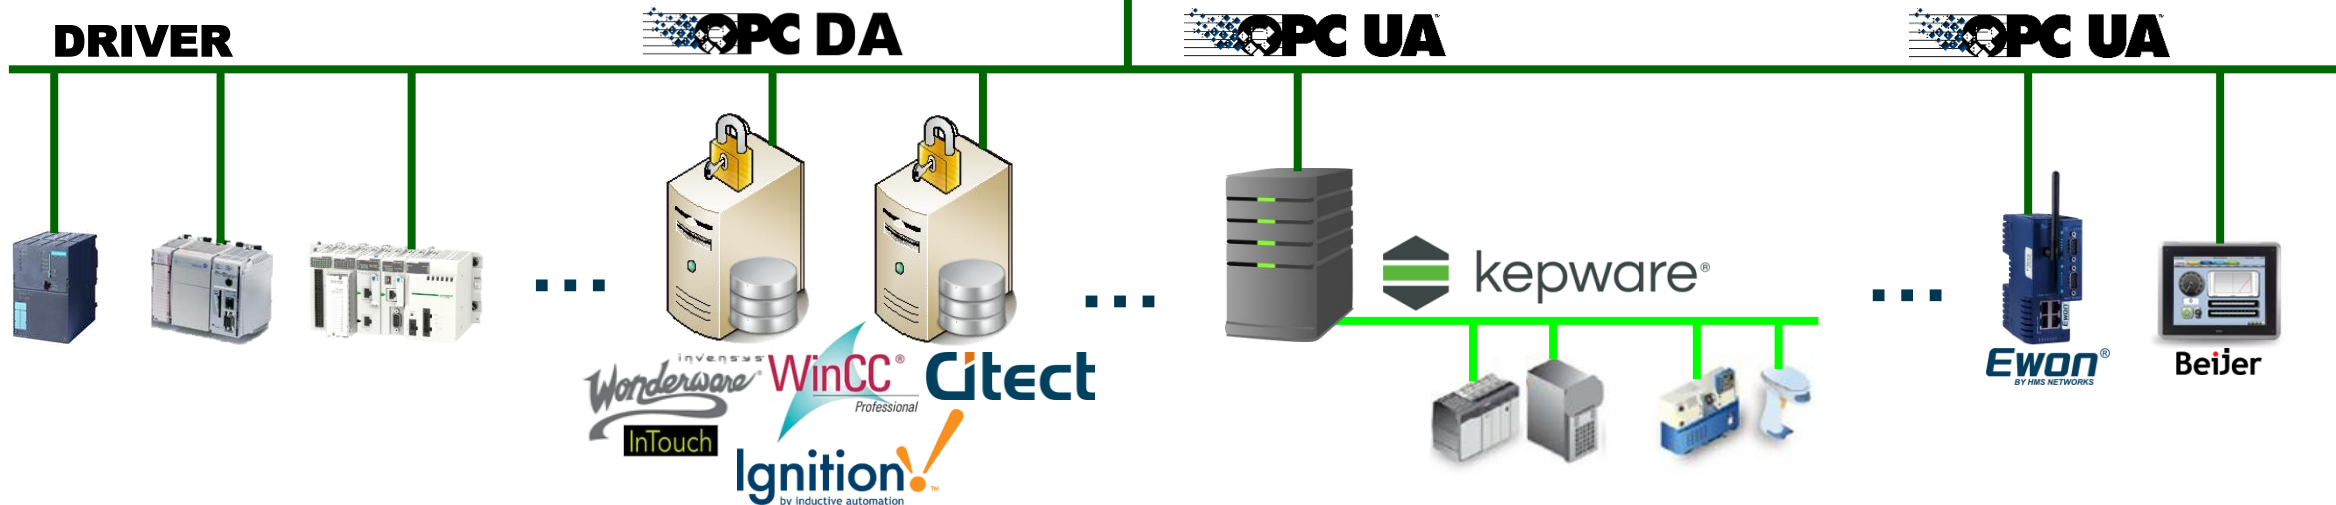 DRIVER
OPC DA
OPC UA
OPC UA
kepware®
invensys
Wonderware®
InTouch
WinCC®
Professional
Citect
Ignition!™
by inductive automation
Ewon®
BY HMS NETWORKS
Beijer